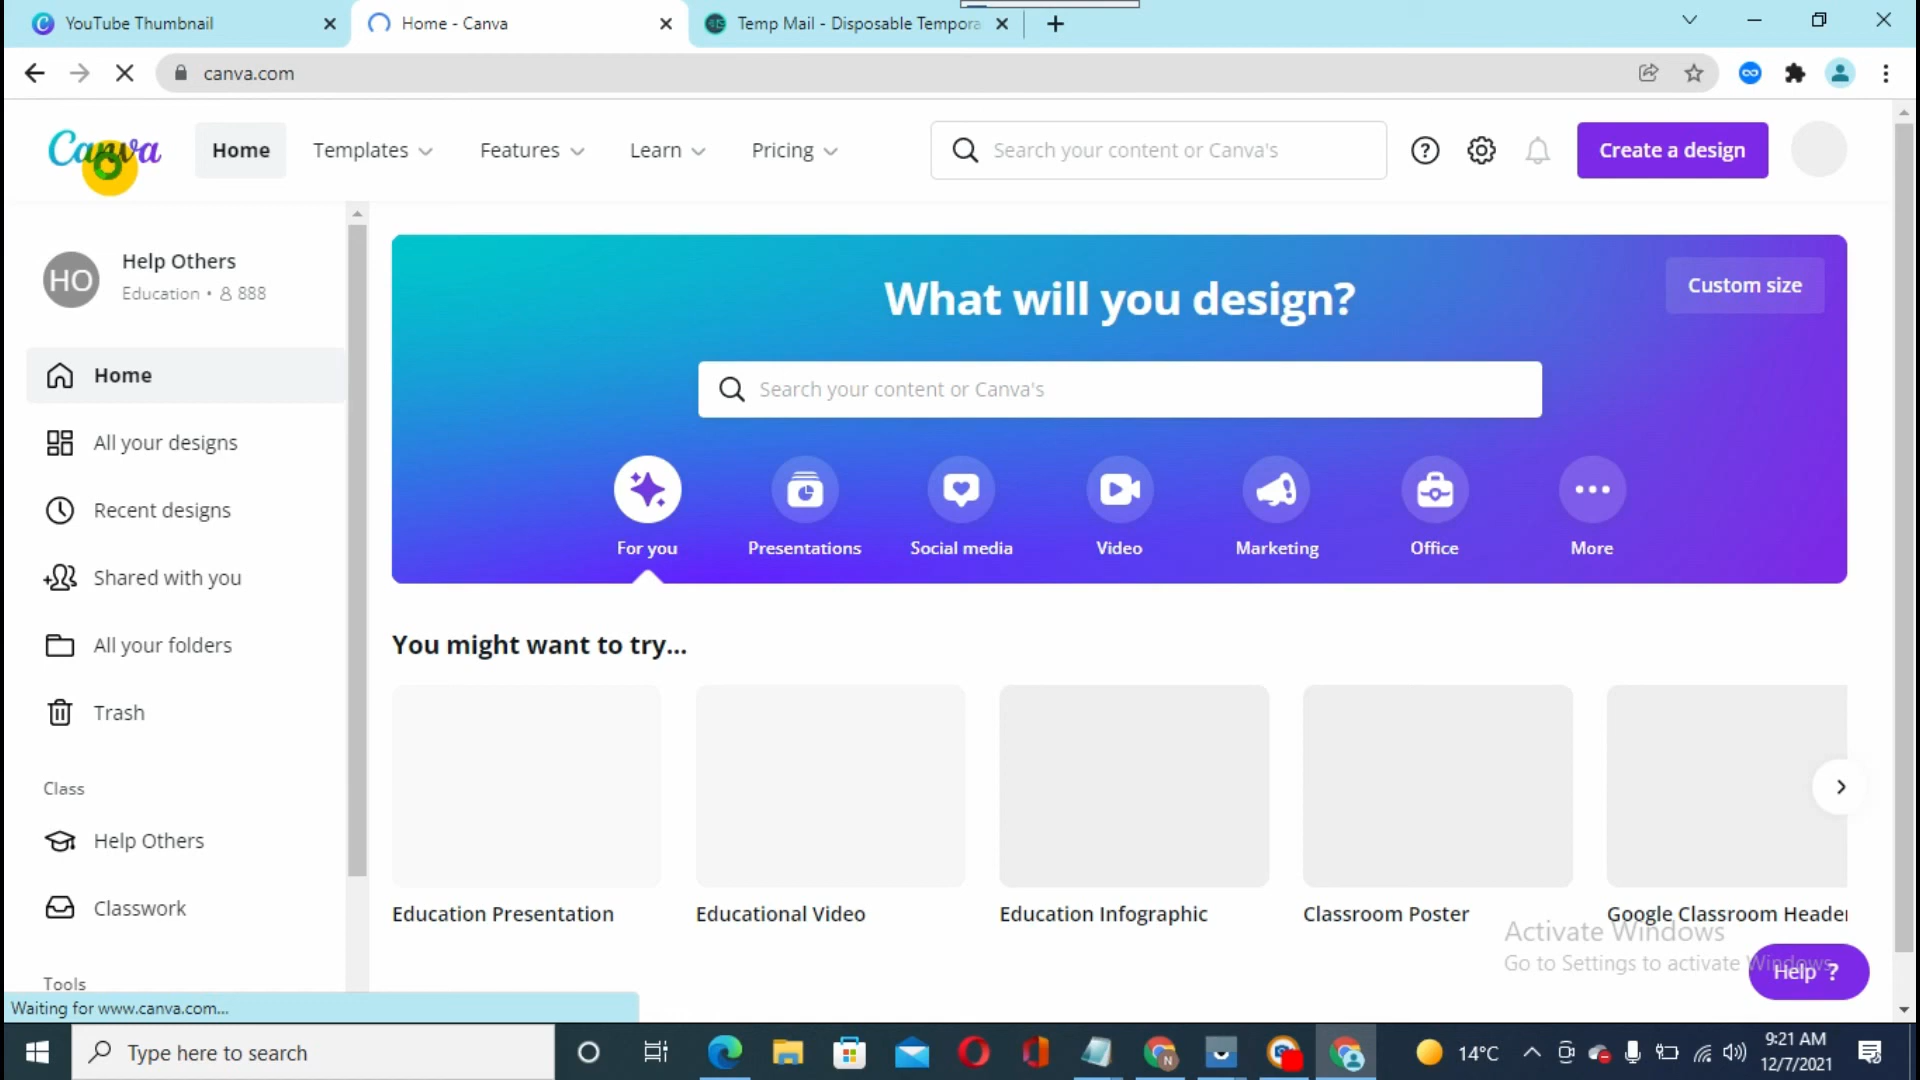 YouTube Thumbnail
Home - Canva
Temp Mail - Disposable Tempora
canva.com
Canva
Home
Templates
Features
Learn
Pricing
Search your content or Canva's
Create a design
HO
Help Others
Education • 888
Home
All your designs
Recent designs
Shared with you
All your folders
Trash
Class
Help Others
Classwork
Tools
What will you design?
Custom size
Search your content or Canva's
For you
Presentations
Social media
Video
Marketing
Office
More
You might want to try...
Education Presentation
Educational Video
Education Infographic
Classroom Poster
Google Classroom Header
Activate Windows
Go to Settings to activate Windows.
Help ?
Waiting for www.canva.com...
Type here to search
14°C
9:21 AM
12/7/2021